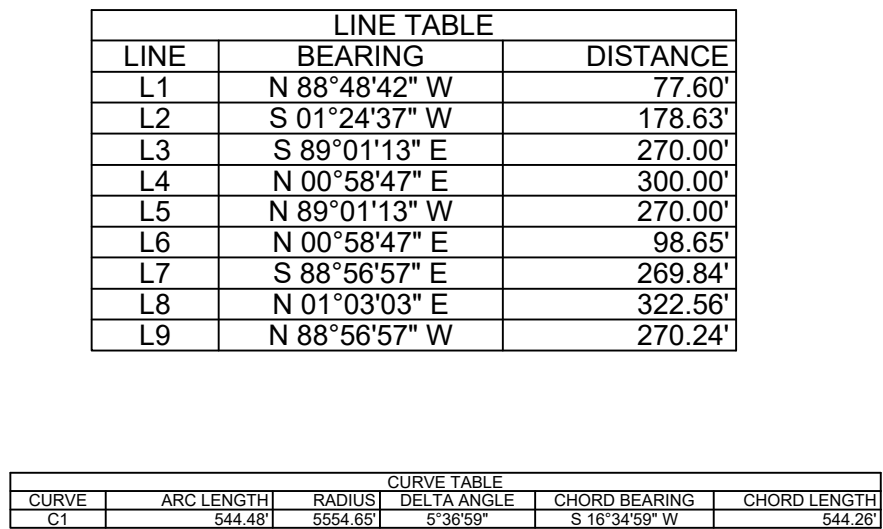 LINE TABLE
LINE BEARING DISTANCE
L1 N 88°48'42" W 77.60'
L2 S 01°24'37" W 178.63'
L3 S 89°01'13" E 270.00'
L4 N 00°58'47" E 300.00'
L5 N 89°01'13" W 270.00'
L6 N 00°58'47" E 98.65'
L7 S 88°56'57" E 269.84'
L8 N 01°03'03" E 322.56'
L9 N 88°56'57" W 270.24'
CURVE TABLE
CURVE ARC LENGTH RADIUS DELTA ANGLE CHORD BEARING CHORD LENGTH
C1 544.48' 5554.65' 5°36'59" S 16°34'59" W 544.26'